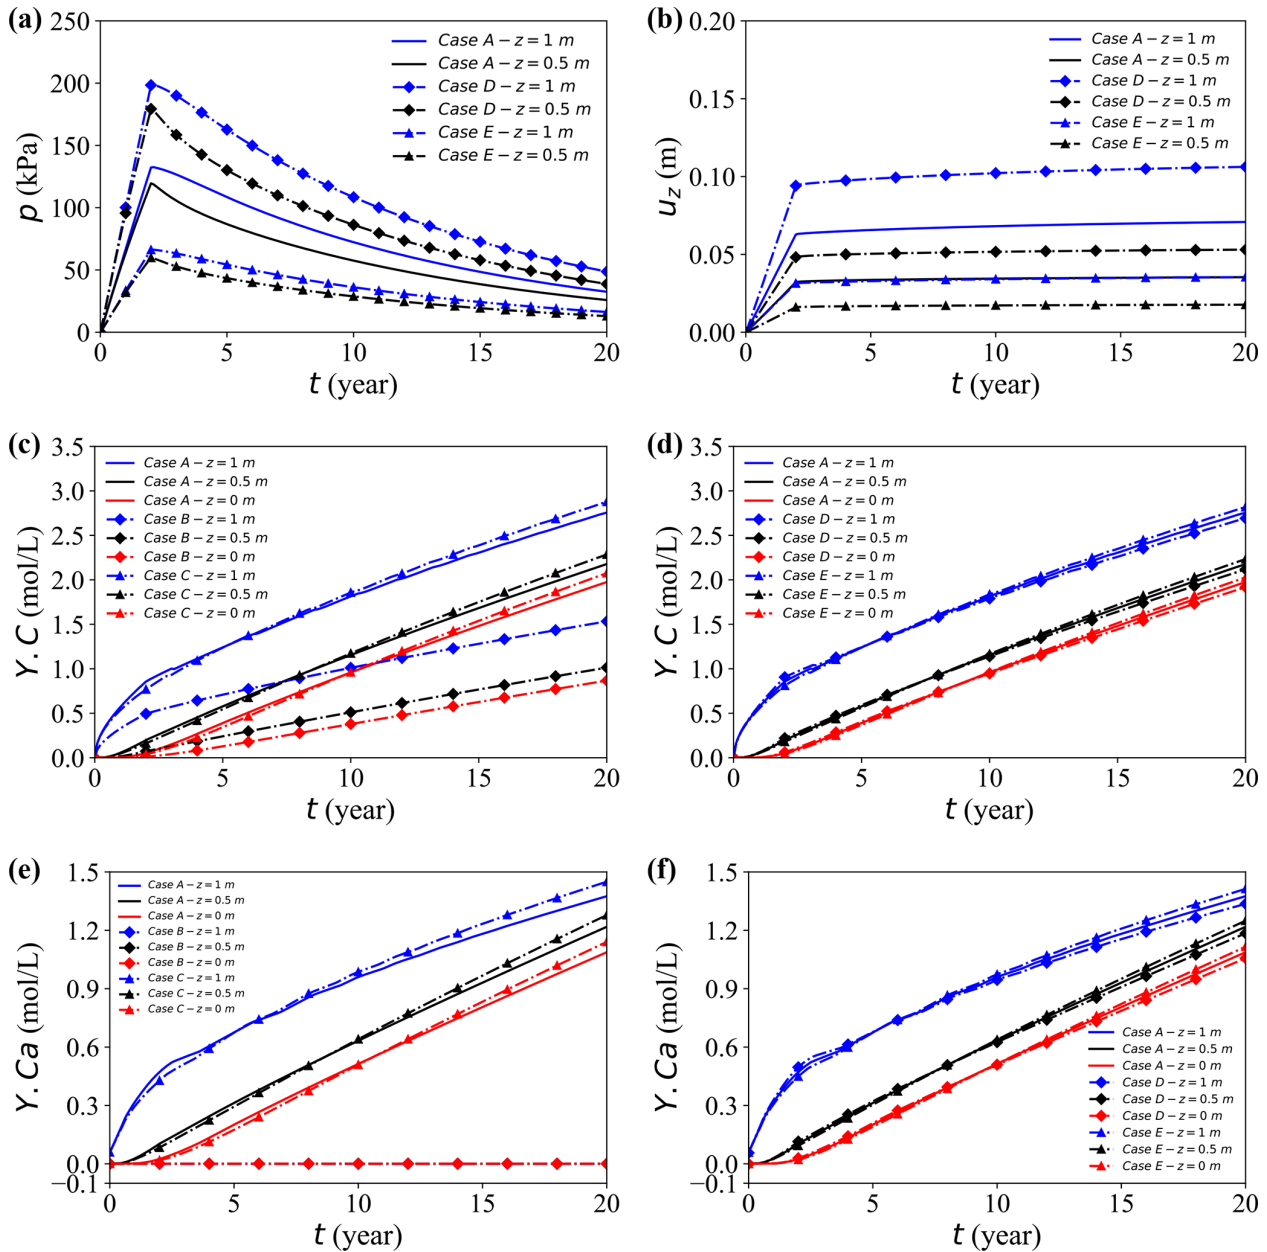 (a)
250
200
150
100
50
0
p (kPa)
0 5 10 15 20
t (year)
Case A − z = 1 m
Case A − z = 0.5 m
Case D − z = 1 m
Case D − z = 0.5 m
Case E − z = 1 m
Case E − z = 0.5 m
(b)
0.20
0.15
0.10
0.05
0.00
u_z (m)
0 5 10 15 20
t (year)
Case A − z = 1 m
Case A − z = 0.5 m
Case D − z = 1 m
Case D − z = 0.5 m
Case E − z = 1 m
Case E − z = 0.5 m
(c)
3.5
3.0
2.5
2.0
1.5
1.0
0.5
0.0
Y.C (mol/L)
0 5 10 15 20
t (year)
Case A − z = 1 m
Case A − z = 0.5 m
Case A − z = 0 m
Case B − z = 1 m
Case B − z = 0.5 m
Case B − z = 0 m
Case C − z = 1 m
Case C − z = 0.5 m
Case C − z = 0 m
(d)
3.5
3.0
2.5
2.0
1.5
1.0
0.5
0.0
Y.C (mol/L)
0 5 10 15 20
t (year)
Case A − z = 1 m
Case A − z = 0.5 m
Case A − z = 0 m
Case D − z = 1 m
Case D − z = 0.5 m
Case D − z = 0 m
Case E − z = 1 m
Case E − z = 0.5 m
Case E − z = 0 m
(e)
1.5
1.2
0.9
0.6
0.3
0.0
−0.1
Y.Ca (mol/L)
0 5 10 15 20
t (year)
Case A − z = 1 m
Case A − z = 0.5 m
Case A − z = 0 m
Case B − z = 1 m
Case B − z = 0.5 m
Case B − z = 0 m
Case C − z = 1 m
Case C − z = 0.5 m
Case C − z = 0 m
(f)
1.5
1.2
0.9
0.6
0.3
0.0
−0.1
Y.Ca (mol/L)
0 5 10 15 20
t (year)
Case A − z = 1 m
Case A − z = 0.5 m
Case A − z = 0 m
Case D − z = 1 m
Case D − z = 0.5 m
Case D − z = 0 m
Case E − z = 1 m
Case E − z = 0.5 m
Case E − z = 0 m